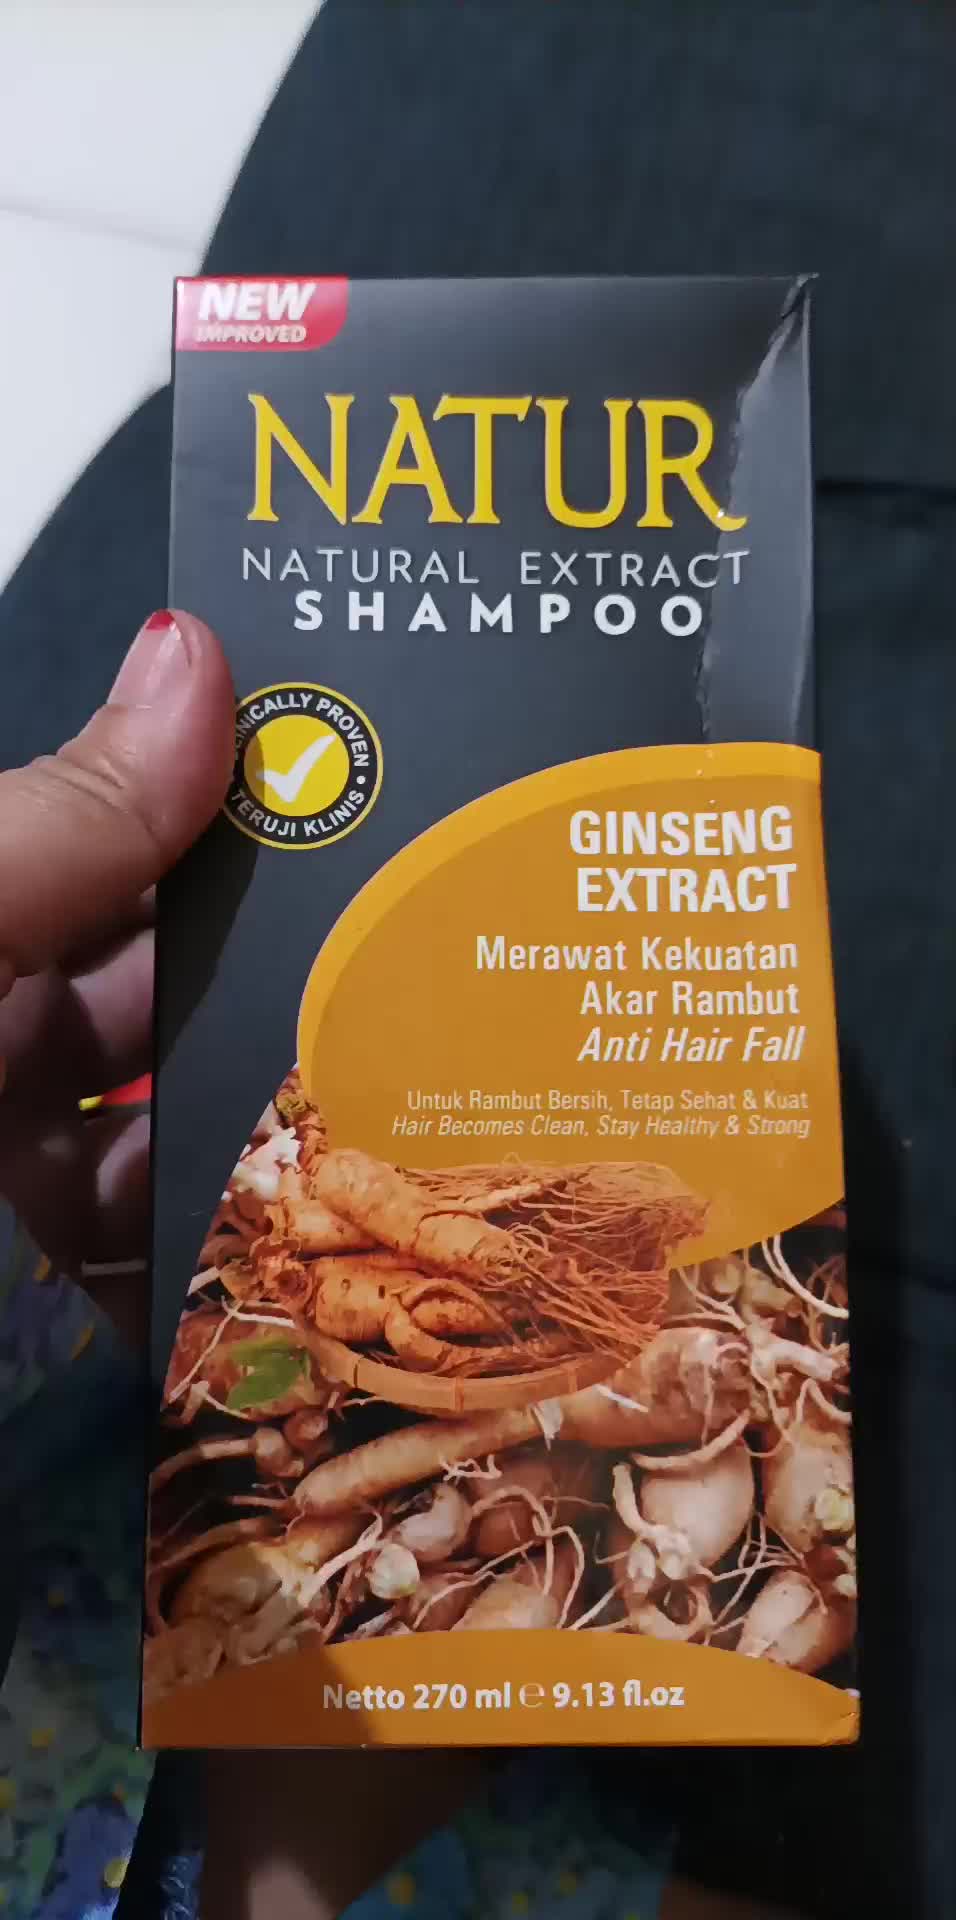 NEW
IMPROVED
NATUR
NATURAL EXTRACT
SHAMPOO
PROVEN
TERUJI KLINIS
GINSENG
EXTRACT
Merawat Kekuatan
Akar Rambut
Anti Hair Fall
Untuk Rambut Bersih, Tetap Sehat & Kuat
Hair Becomes Clean, Stay Healthy & Strong
Netto 270 ml ℮ 9.13 fl.oz